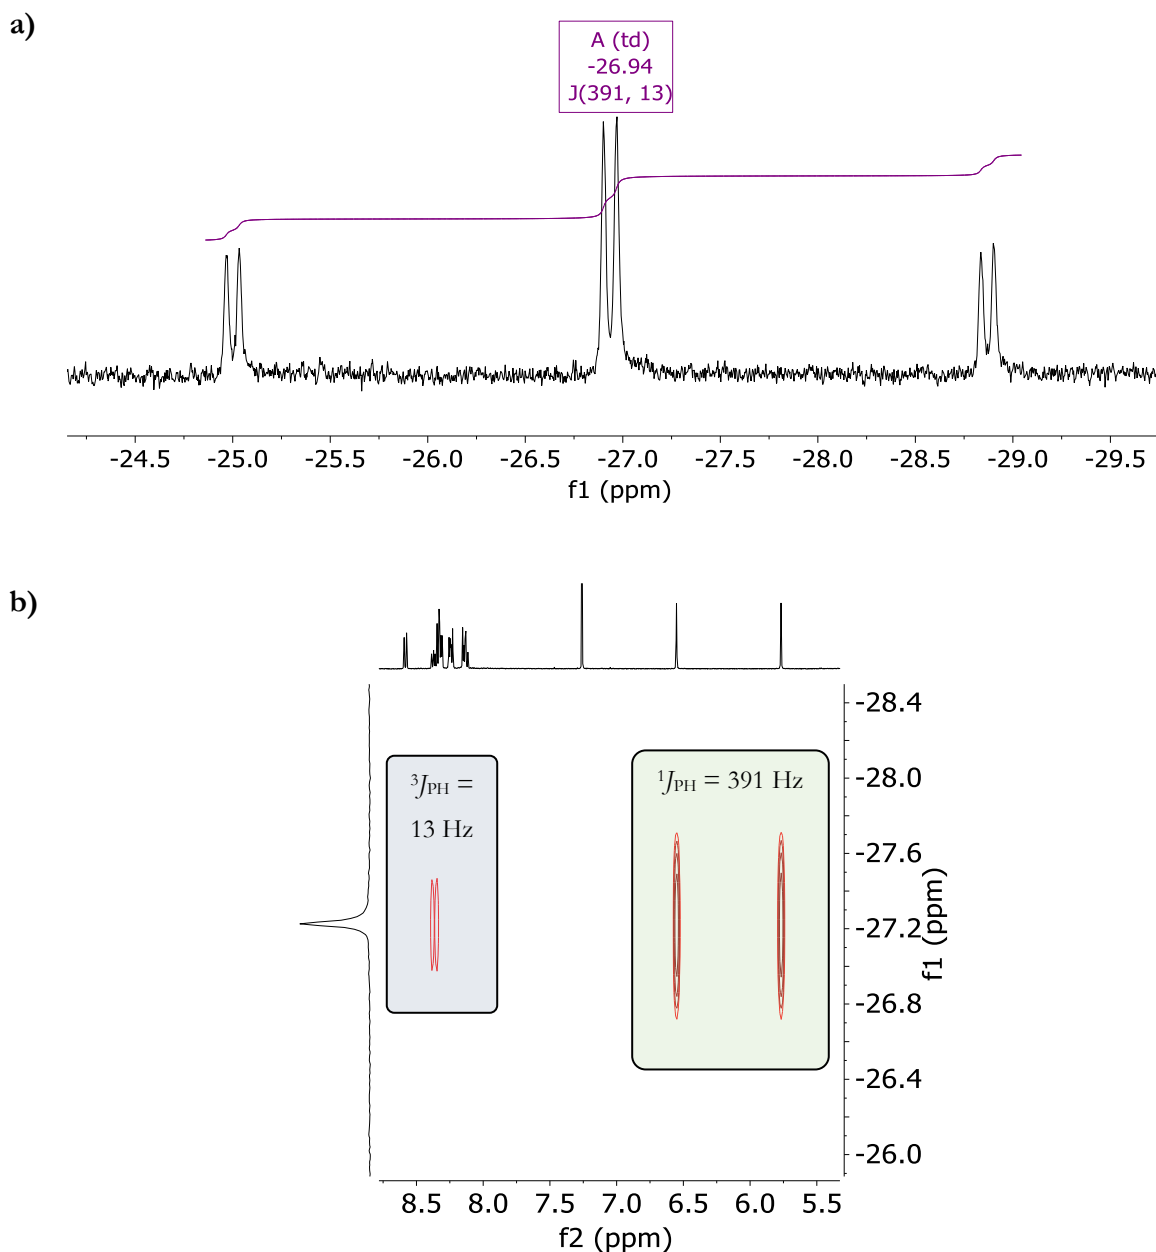 a)
A (td)
-26.94
J(391, 13)
-24.5 -25.0 -25.5 -26.0 -26.5 -27.0 -27.5 -28.0 -28.5 -29.0 -29.5
f1 (ppm)
b)
-28.4
-28.0
-27.6
-27.2
-26.8
-26.4
-26.0
f1 (ppm)
³JPH =
13 Hz
¹JPH = 391 Hz
8.5 8.0 7.5 7.0 6.5 6.0 5.5
f2 (ppm)